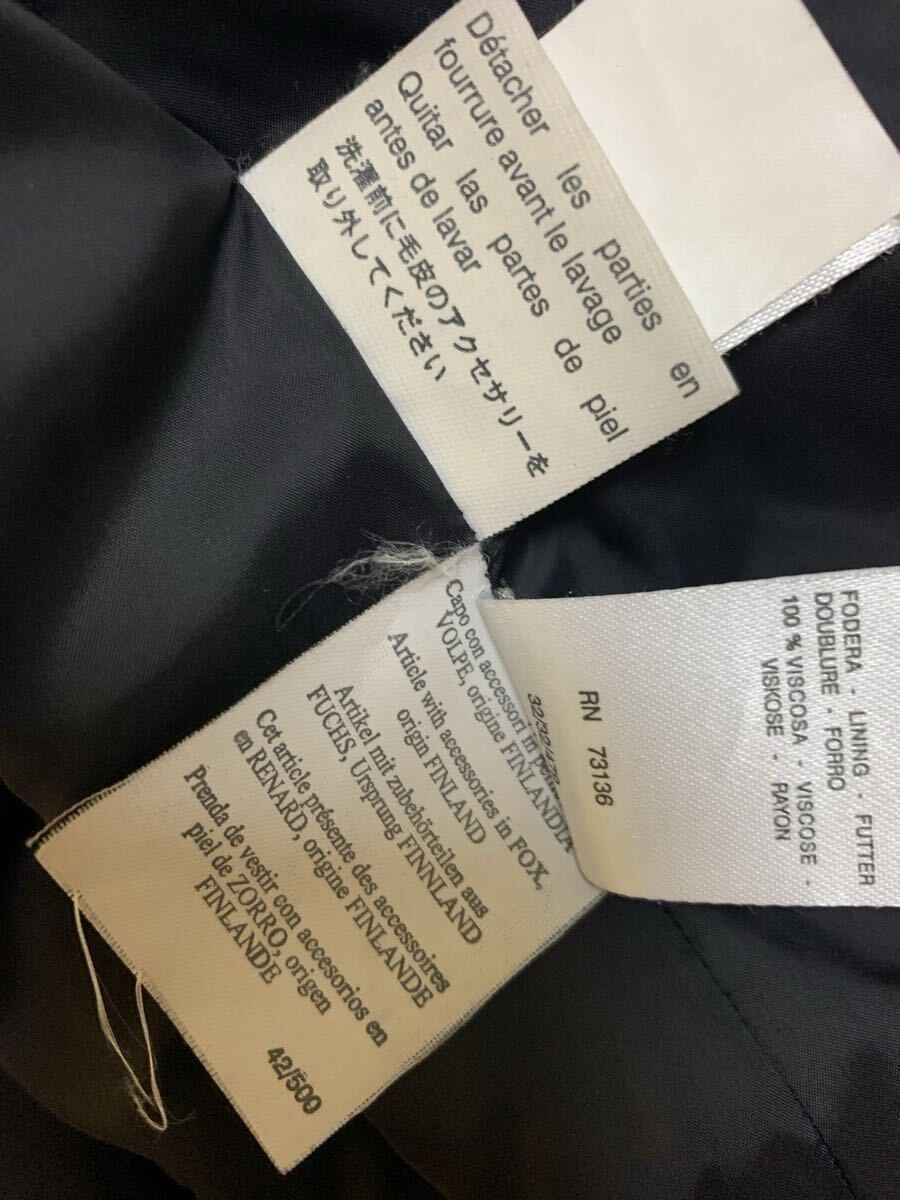 Détacher les parties en
fourrure avant le lavage
Quitar las partes de piel
antes de lavar
洗濯前に毛皮のアクセサリーを
取り外してください
Capo con accessori in
VOLPE, origine FINLANDIA
Article with accessories in FOX,
origin FINLAND
Artikel mit zubehörteilen aus
FUCHS, Ursprung FINNLAND
Cet article présente des accessoires
en RENARD, origine FINLANDE
Prenda de vestir con accesorios en
piel de ZORRO, origen
FINLANDE
42/500
RN 73136
FODERA - LINING - FUTTER
DOUBLURE - FORRO
100 % VISCOSA - VISCOSE -
VISKOSE - RAYON